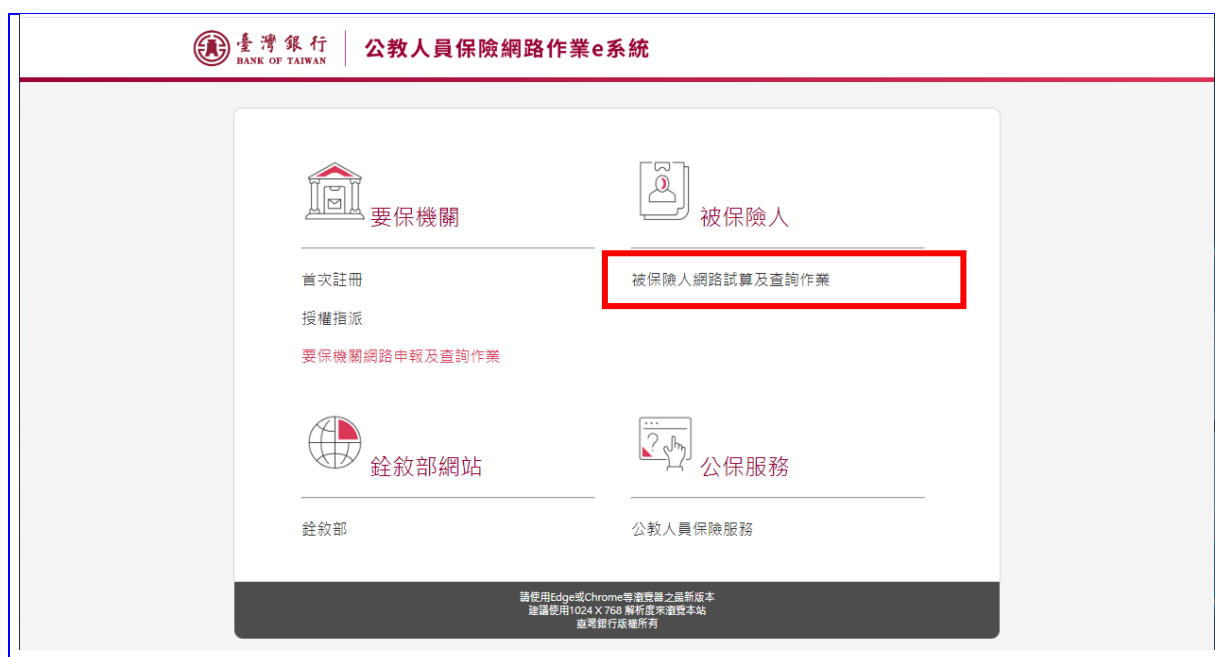 臺灣銀行
BANK OF TAIWAN
公教人員保險網路作業e系統
要保機關
首次註冊
授權指派
要保機關網路申報及查詢作業
被保險人
被保險人網路試算及查詢作業
銓敘部網站
銓敘部
公保服務
公教人員保險服務
請使用Edge或Chrome等瀏覽器之最新版本
建議使用1024 X 768 解析度來瀏覽本站
臺灣銀行版權所有